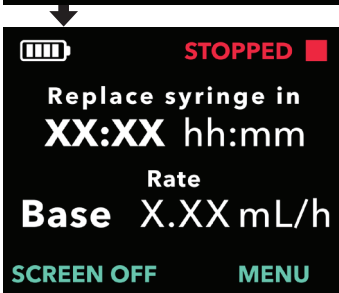 STOPPED
Replace syringe in
XX:XX hh:mm
Rate
Base X.XX mL/h
SCREEN OFF MENU